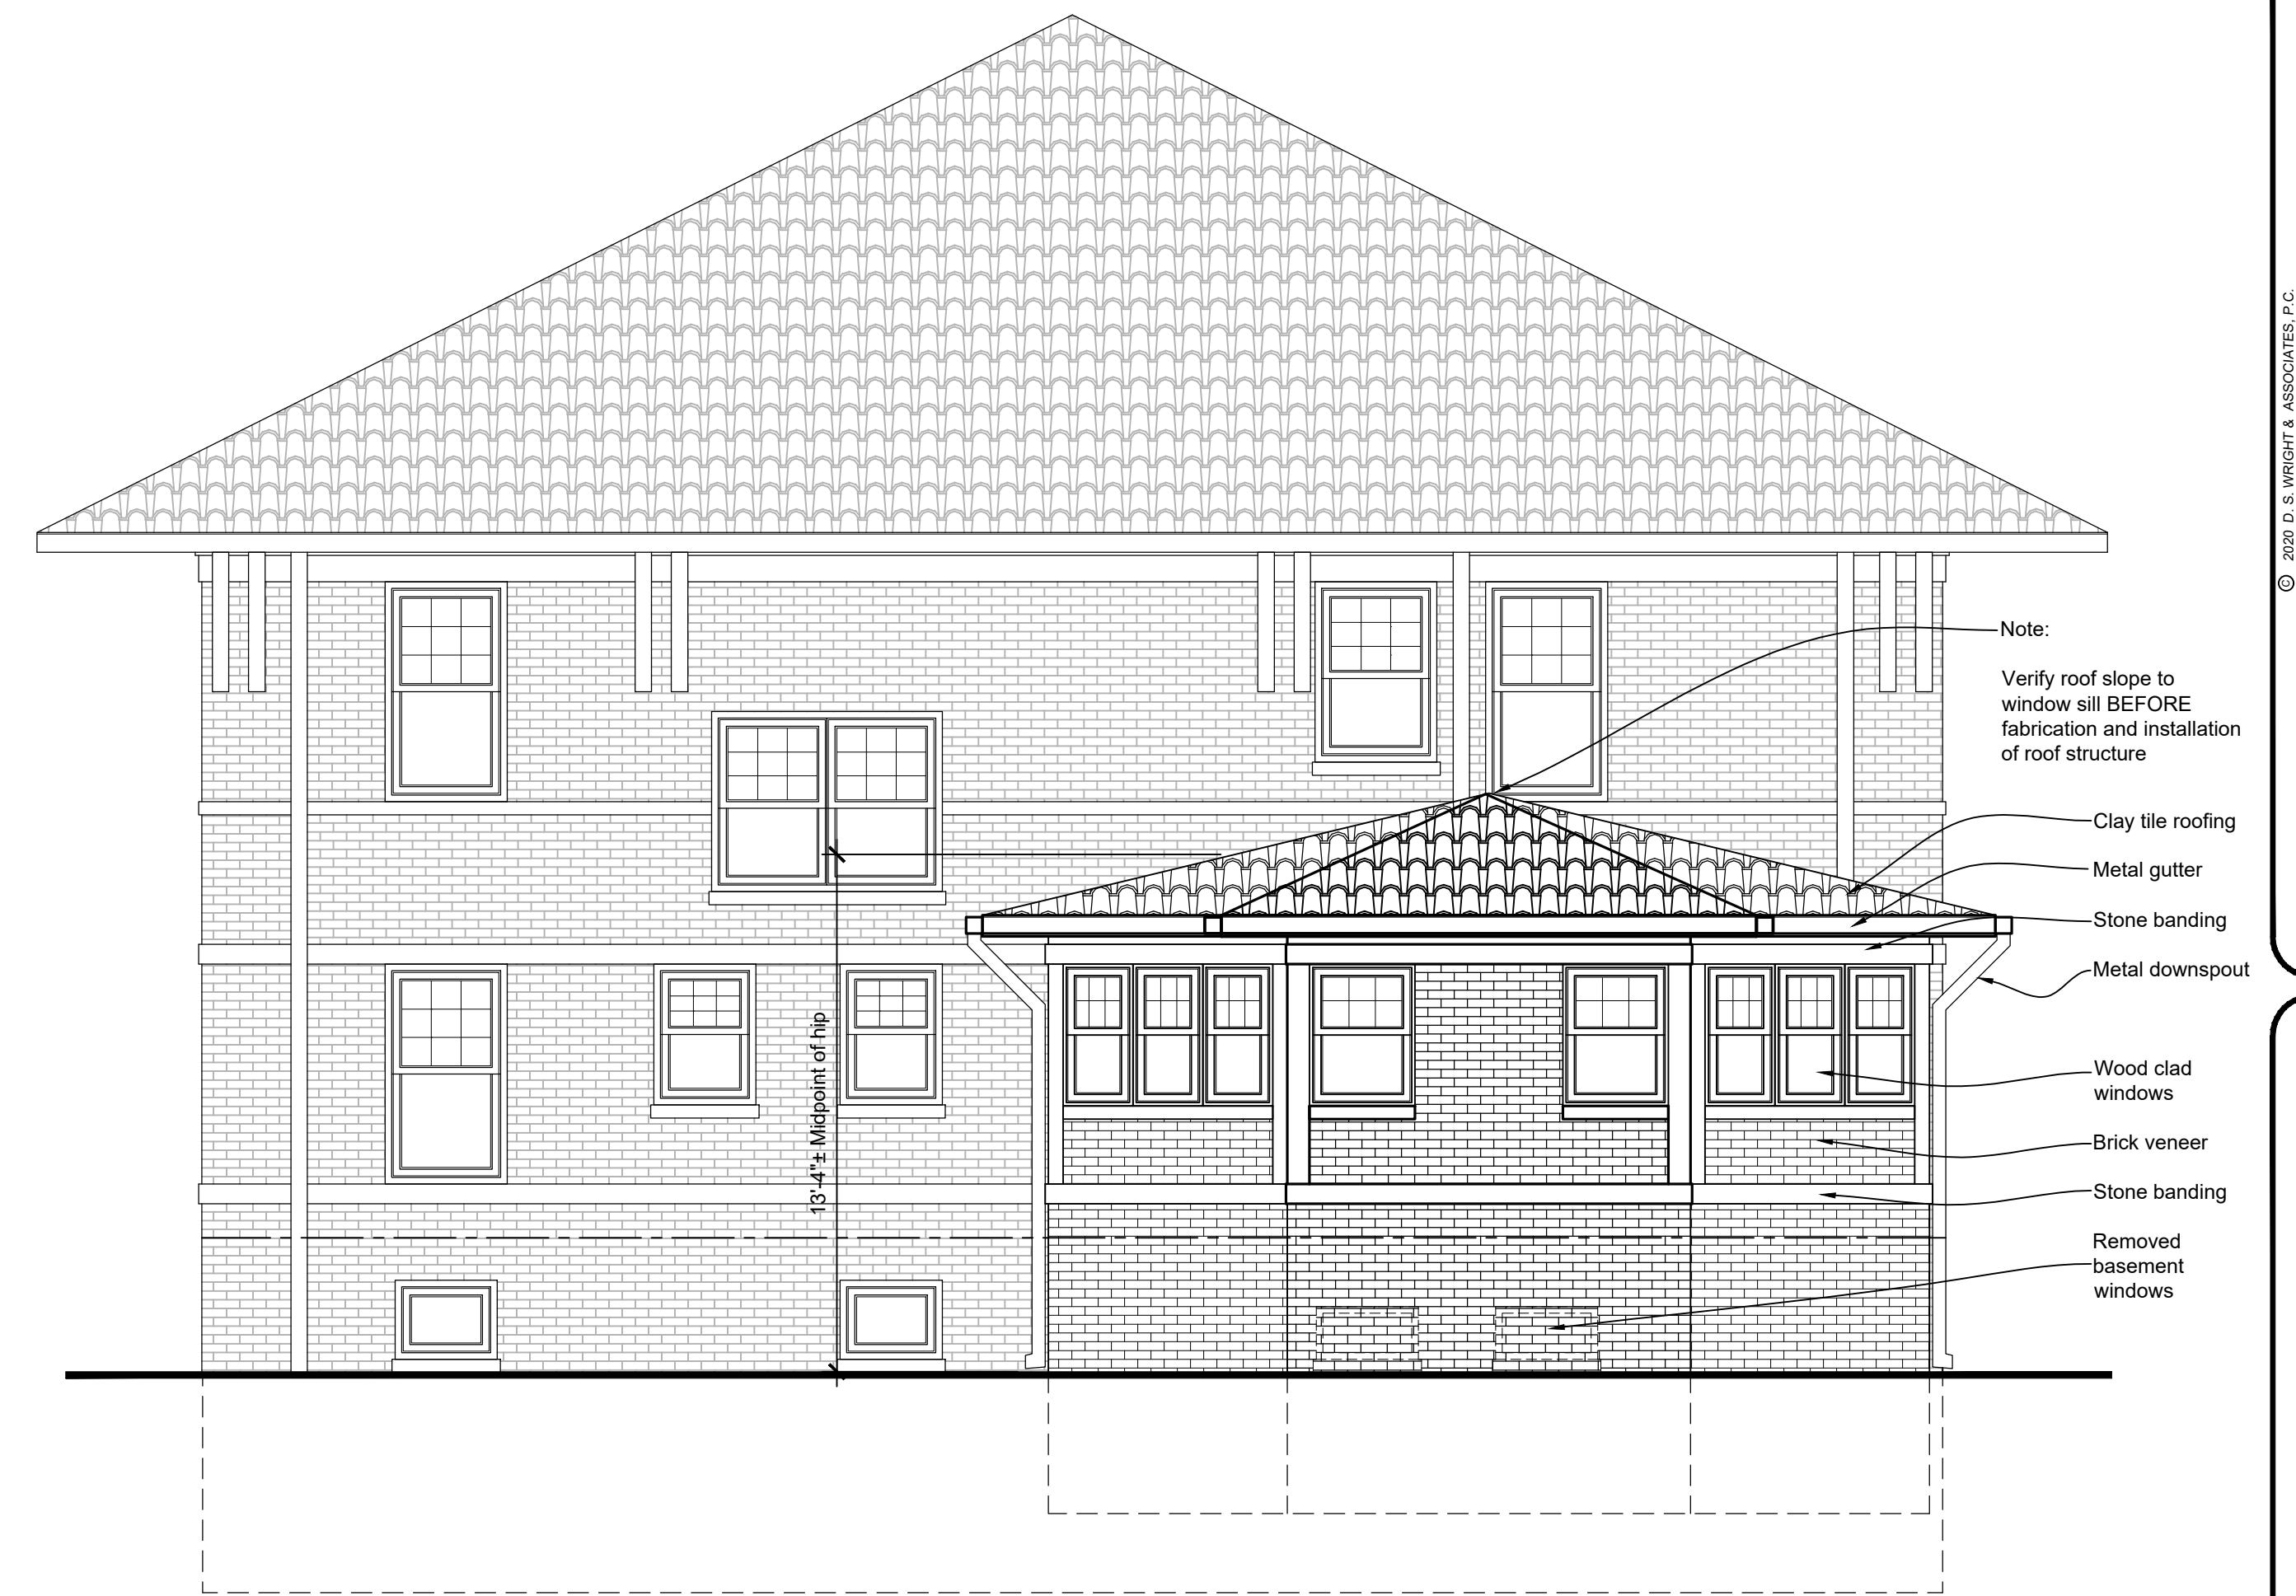 Note:
Verify roof slope to
window sill BEFORE
fabrication and installation
of roof structure
Clay tile roofing
Metal gutter
Stone banding
Metal downspout
Wood clad
windows
Brick veneer
Stone banding
Removed
basement
windows
13'-4"± Midpoint of hip
© 2020 D. S. WRIGHT & ASSOCIATES, P.C.